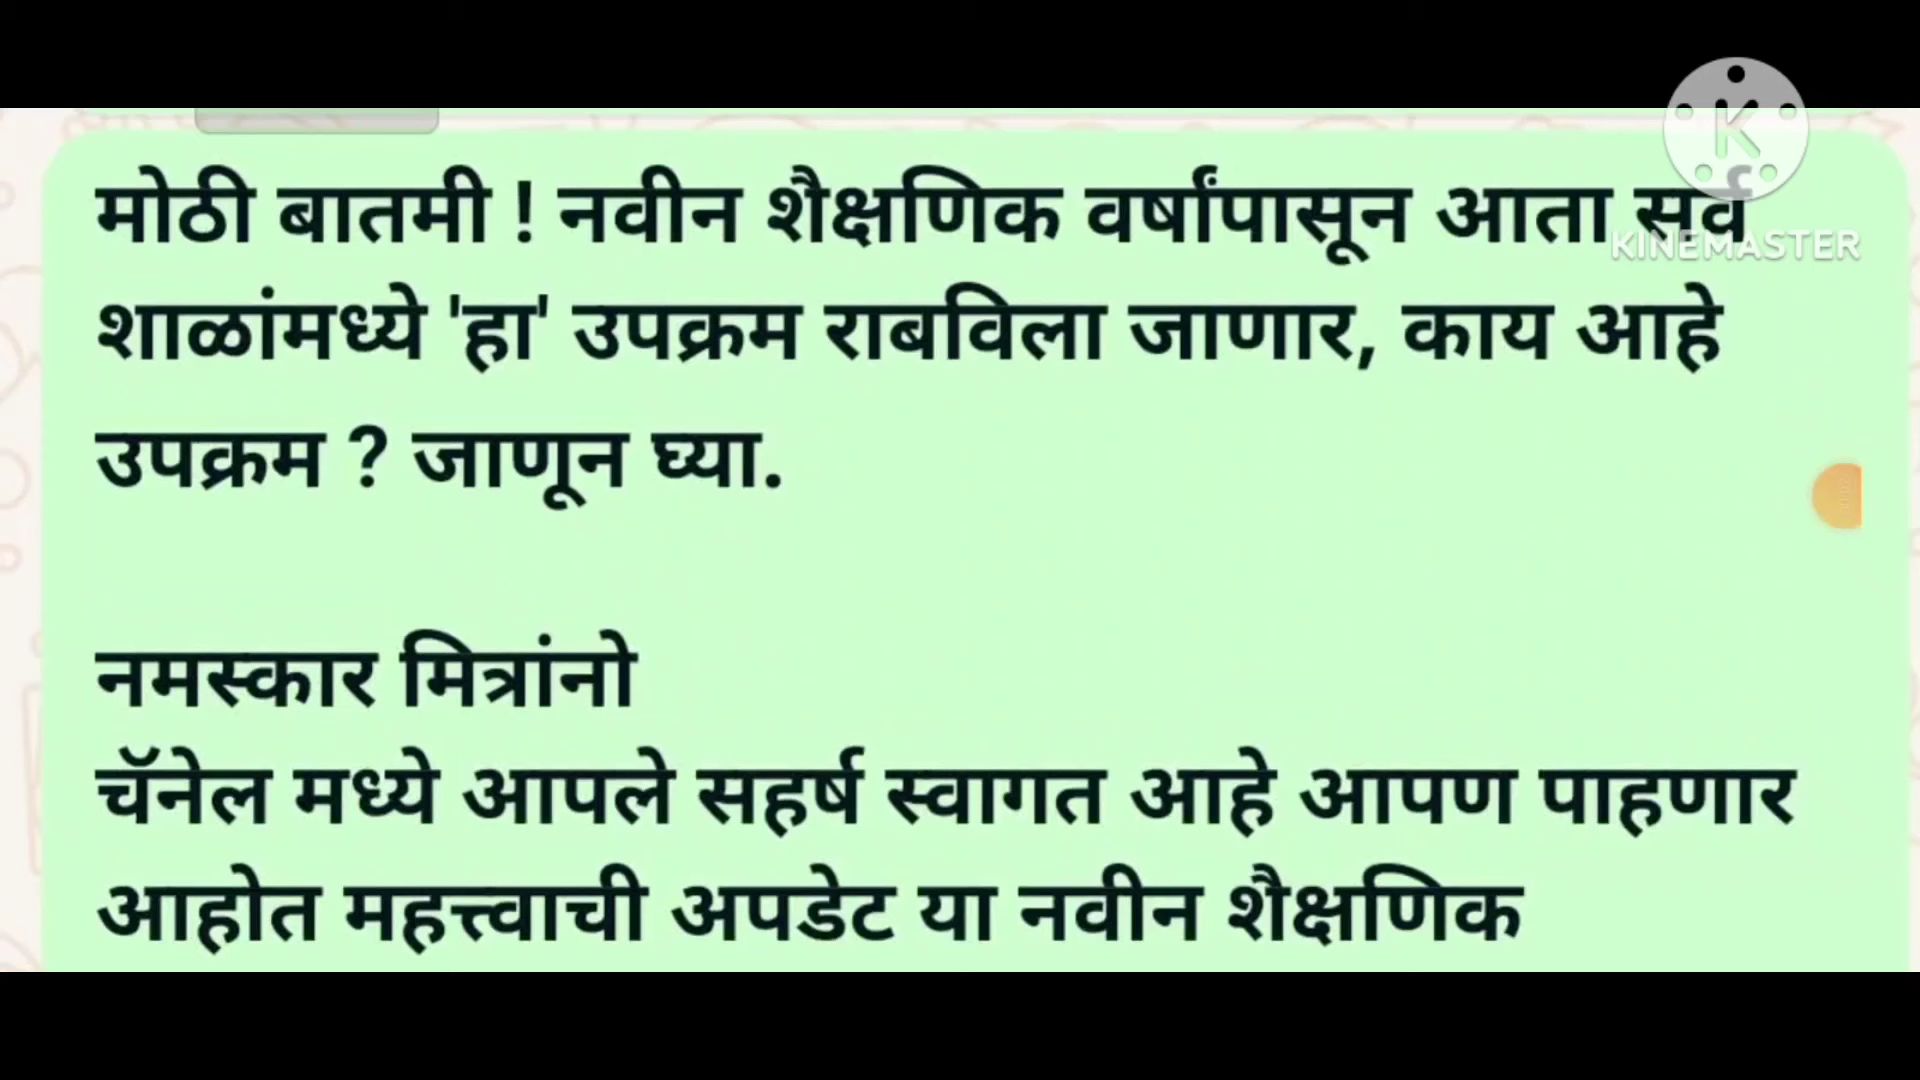 मोठी बातमी ! नवीन शैक्षणिक वर्षांपासून आता सर्व
KINEMASTER
शाळांमध्ये 'हा' उपक्रम राबविला जाणार, काय आहे
उपक्रम ? जाणून घ्या.
नमस्कार मित्रांनो
चॅनेल मध्ये आपले सहर्ष स्वागत आहे आपण पाहणार
आहोत महत्त्वाची अपडेट या नवीन शैक्षणिक